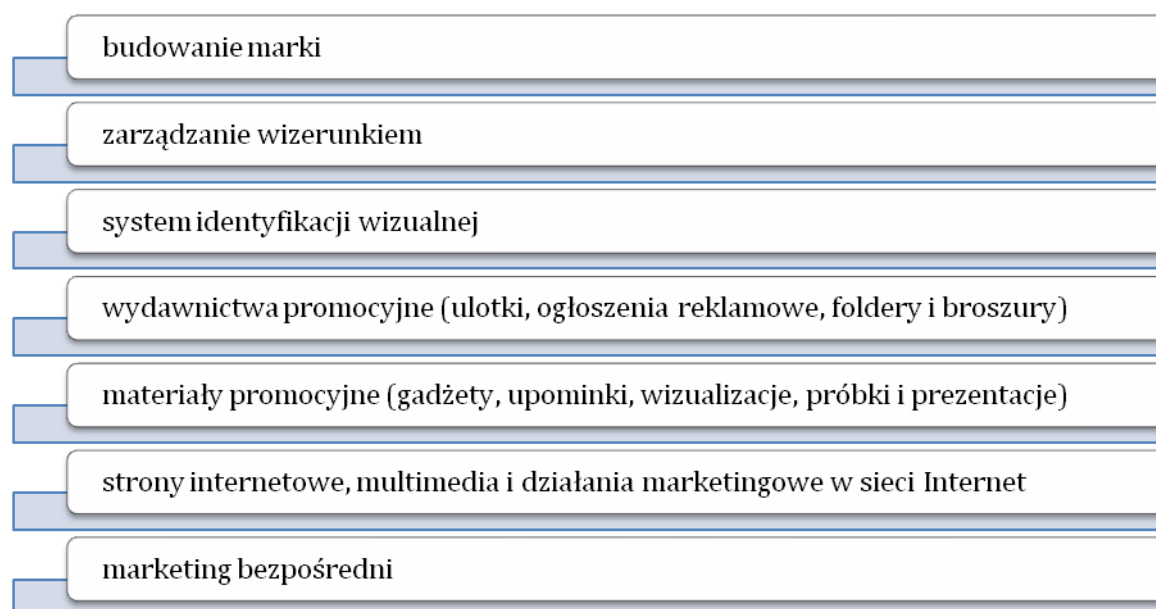 budowanie marki
zarządzanie wizerunkiem
system identyfikacji wizualnej
wydawnictwa promocyjne (ulotki, ogłoszenia reklamowe, foldery i broszury)
materiały promocyjne (gadżety, upominki, wizualizacje, próbki i prezentacje)
strony internetowe, multimedia i działania marketingowe w sieci Internet
marketing bezpośredni